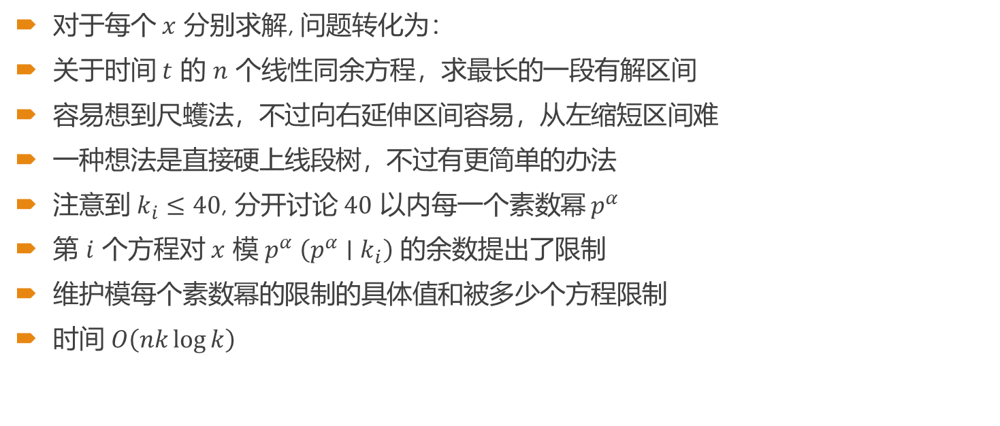 对于每个 x 分别求解, 问题转化为：
关于时间 t 的 n 个线性同余方程，求最长的一段有解区间
容易想到尺蠖法，不过向右延伸区间容易，从左缩短区间难
一种想法是直接硬上线段树，不过有更简单的办法
注意到 kᵢ ≤ 40, 分开讨论 40 以内每一个素数幂 p^α
第 i 个方程对 x 模 p^α (p^α ∣ kᵢ) 的余数提出了限制
维护模每个素数幂的限制的具体值和被多少个方程限制
时间 O(nk log k)